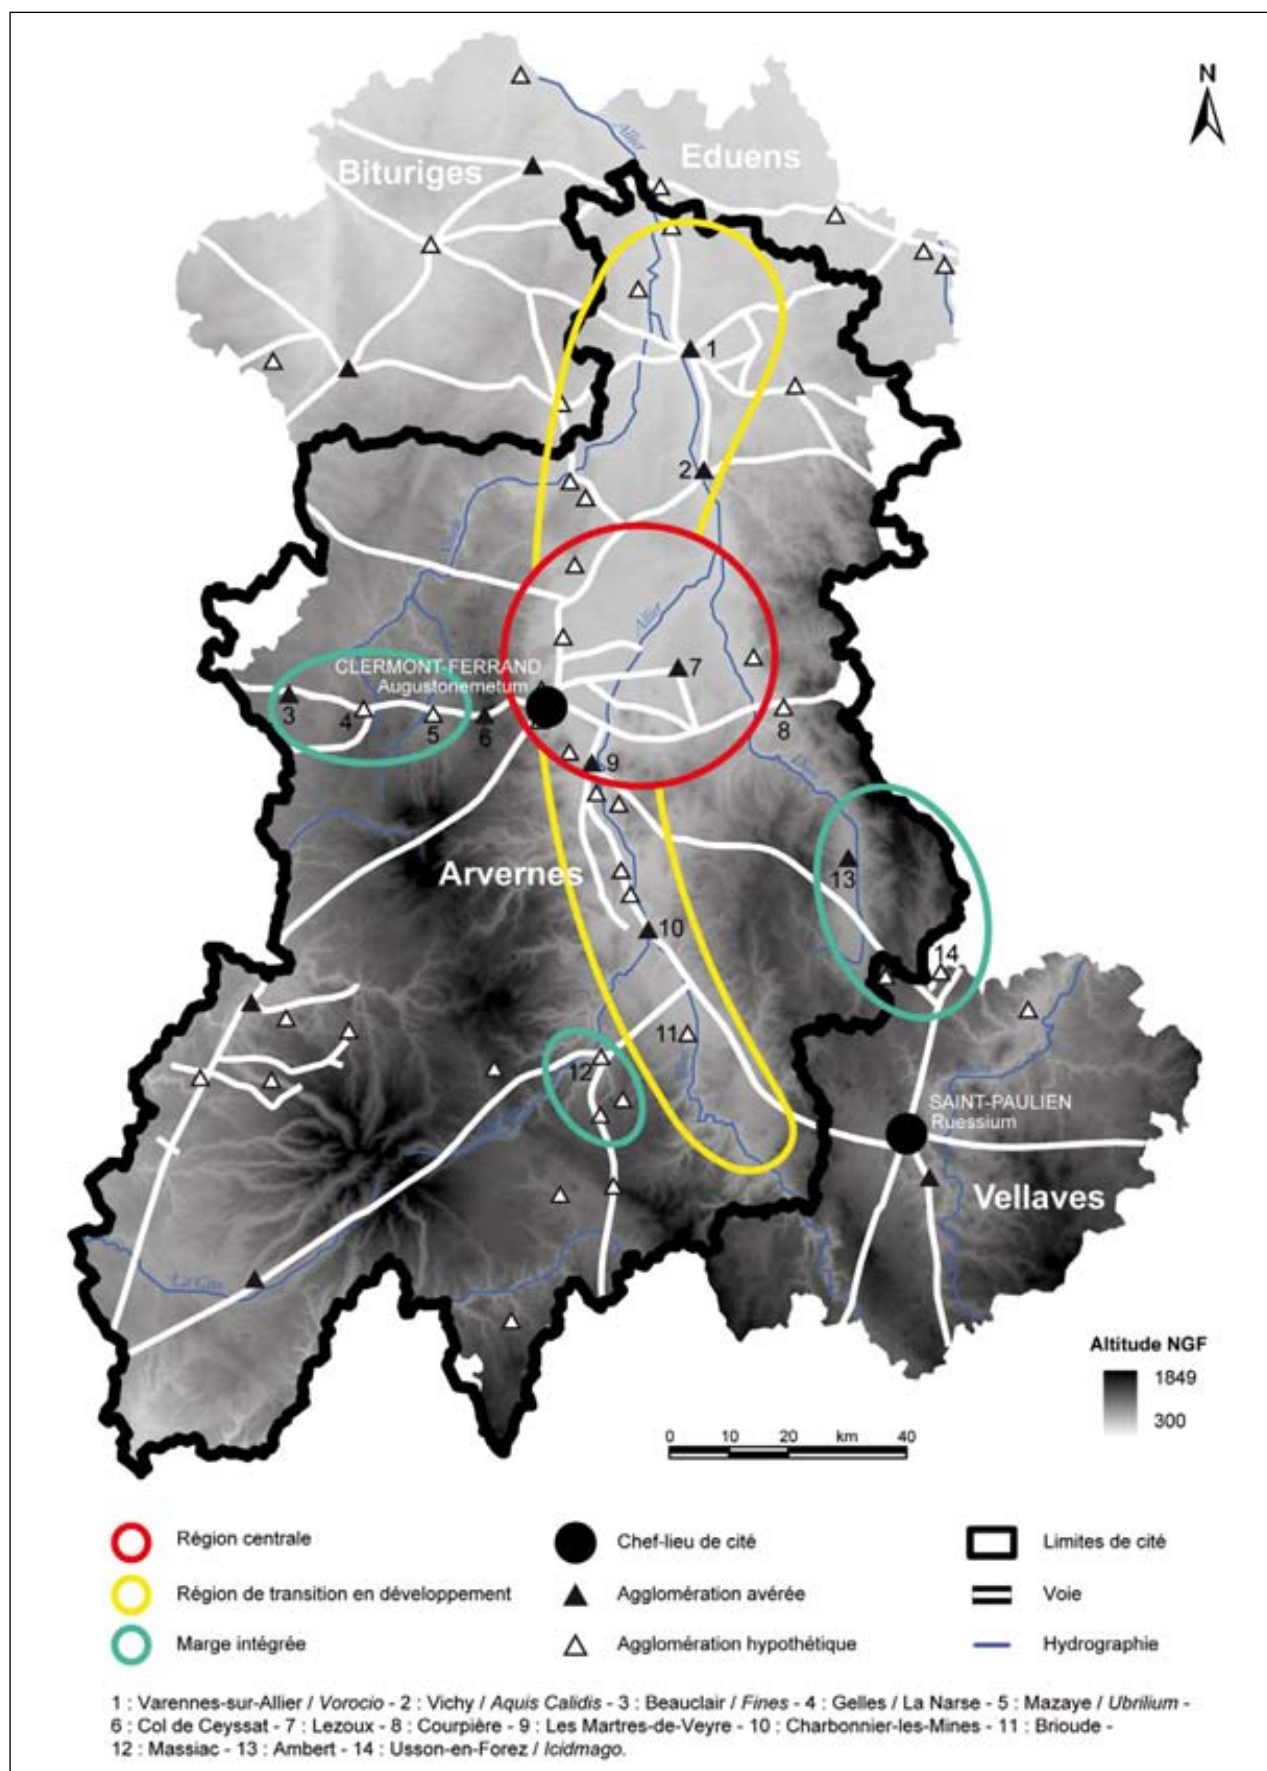 N
Allier
Bituriges
Eduens
1
2
Allier
CLERMONT-FERRAND
Augustonemetum
7
3
4
5
6
8
9
Dore
Arvernes
13
10
14
11
12
SAINT-PAULIEN
Ruessium
Vellaves
Altitude NGF
1849
300
0 10 20 km 40
Région centrale
Chef-lieu de cité
Limites de cité
Région de transition en développement
Agglomération avérée
Voie
Marge intégrée
Agglomération hypothétique
Hydrographie
1 : Varennes-sur-Allier / Vorocio - 2 : Vichy / Aquis Calidis - 3 : Beauclair / Fines - 4 : Gelles / La Narse - 5 : Mazaye / Ubrilium -
6 : Col de Ceyssat - 7 : Lezoux - 8 : Courpière - 9 : Les Martres-de-Veyre - 10 : Charbonnier-les-Mines - 11 : Brioude -
12 : Massiac - 13 : Ambert - 14 : Usson-en-Forez / Icidmago.